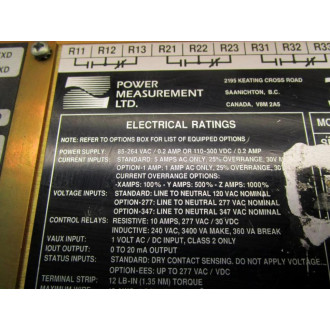 R11 R12 R13 R21 R22 R23 R31 R32 R33
XD
XD
POWER
MEASUREMENT
LTD.
2195 KEATING CROSS ROAD
SAANICHTON, B.C.
CANADA, V8M 2A5
ELECTRICAL RATINGS
NOTE: REFER TO OPTIONS BOX FOR LIST OF EQUIPPED OPTIONS
POWER SUPPLY: 85-264 VAC / 0.2 AMP OR 110-300 VDC / 0.2 AMP
CURRENT INPUTS: STANDARD: 5 AMPS AC ONLY, 25% OVERRANGE, 30V
OPTION-1 AMP: 1 AMP AC ONLY, 25% OVERRANGE,
CURRENT OVERRANGE OPTIONS:
-XAMPS: 100% - Y AMPS: 500% - Z AMPS: 1000%
VOLTAGE INPUTS: STANDARD: LINE TO NEUTRAL 120 VAC NOMINAL
OPTION-277: LINE TO NEUTRAL 277 VAC NOMINAL
OPTION-347: LINE TO NEUTRAL 347 VAC NOMINAL
CONTROL RELAYS: RESISTIVE: 10 AMPS, 277 VAC / 30 VDC
INDUCTIVE: 240 VAC, 3400 VA MAKE, 360 VA BREAK
VAUX INPUT: 1 VOLT AC / DC INPUT, CLASS 2 ONLY
IOUT OUTPUT: 0 TO 20 mA OUTPUT
STATUS INPUTS: STANDARD: DRY CONTACT SENSING. DO NOT APPLY VOLTAGE.
OPTION-EES: UP TO 277 VAC / VDC
TERMINAL STRIP: 12 LB-IN (1.35 NM) TORQUE
MAXIMUM WIRE
MO